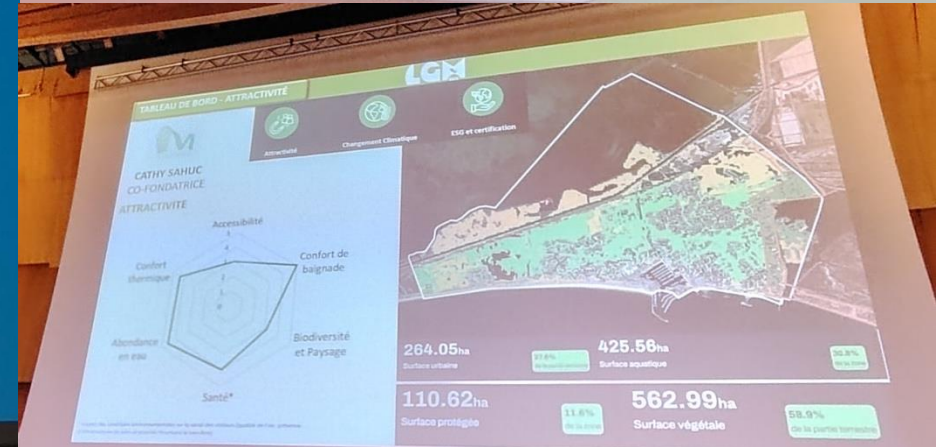 LGM
TABLEAU DE BORD - ATTRACTIVITÉ
Attractivité
Changement Climatique
ESG et certification
CATHY SAHUC
CO-FONDATRICE
ATTRACTIVITÉ
Accessibilité
Confort de
baignade
Confort
thermique
Biodiversité
et Paysage
Abondance
en eau
Santé*
264.05ha
Surface urbaine
425.56ha
Surface aquatique
110.62ha
Surface protégée
11.6%
de la zone
562.99ha
Surface végétale
58.9%
de la partie terrestre